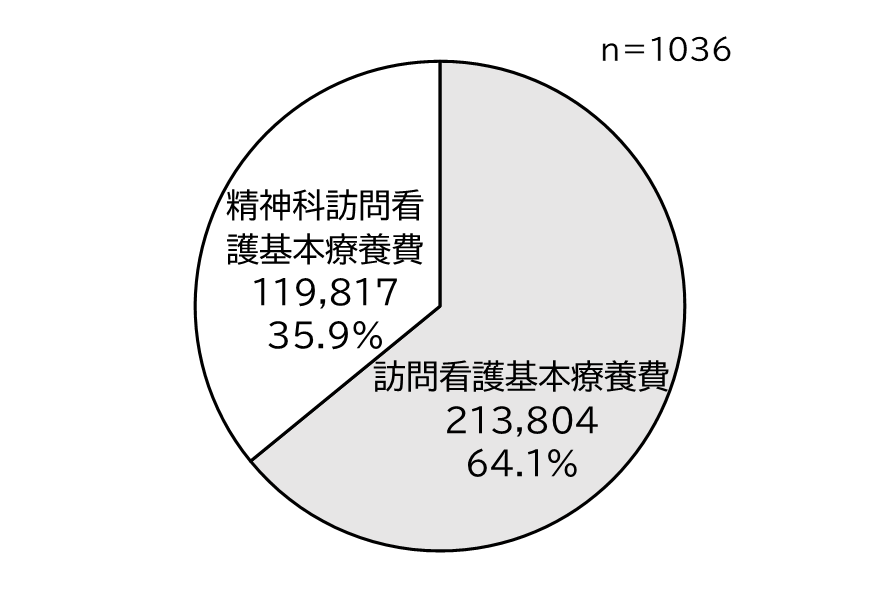 n=1036
精神科訪問看
護基本療養費
119,817
35.9%
訪問看護基本療養費
213,804
64.1%